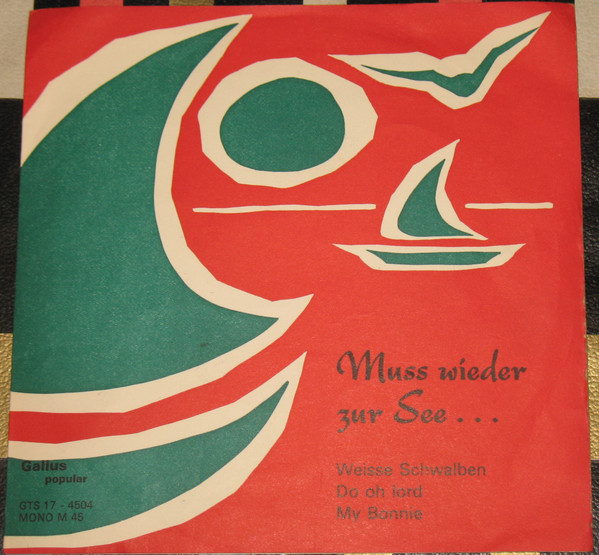 Muss wieder
zur See . . .
Weisse Schwalben
Do oh lord
My Bonnie
Gallus
popular
GTS 17 - 4504
MONO M 45